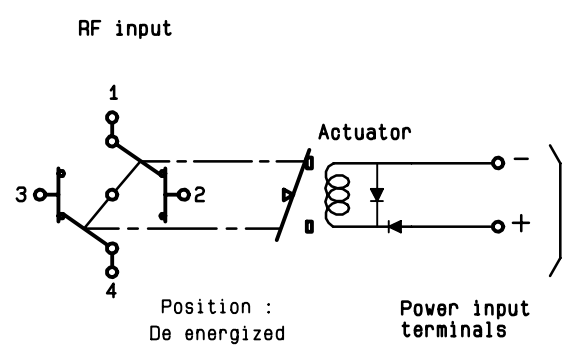 RF input
1
Actuator
-
3
2
+
4
Position :
De energized
Power input
terminals